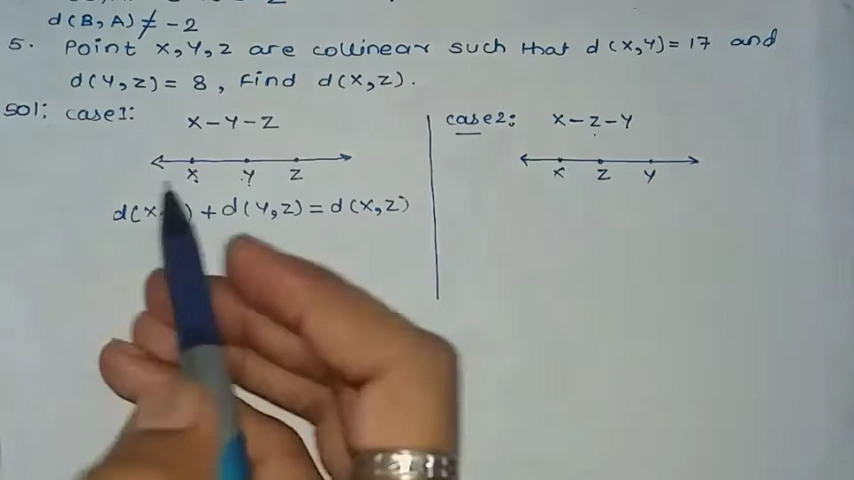 d(B,A) ≠ -2
5. Point X,Y,Z are collinear such that d(X,Y)= 17 and
d(Y,Z) = 8, Find d(X,Z).
Sol; Case1:
X-Y-Z
X Y Z
+ d(Y,Z) = d(X,Z)
Case2: X-Z-Y
X Z Y